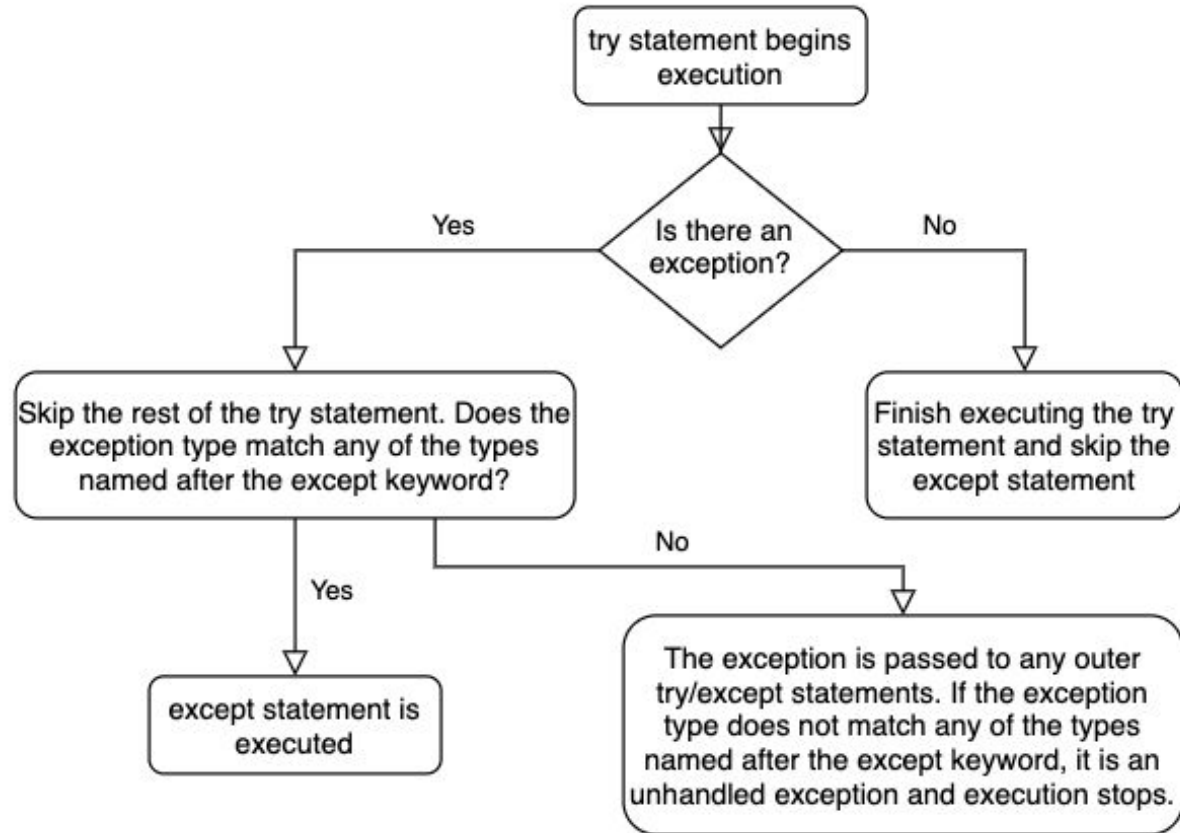 try statement begins
execution
Yes
Is there an
exception?
No
Skip the rest of the try statement. Does the
exception type match any of the types
named after the except keyword?
Finish executing the try
statement and skip the
except statement
Yes
No
except statement is
executed
The exception is passed to any outer
try/except statements. If the exception
type does not match any of the types
named after the except keyword, it is an
unhandled exception and execution stops.